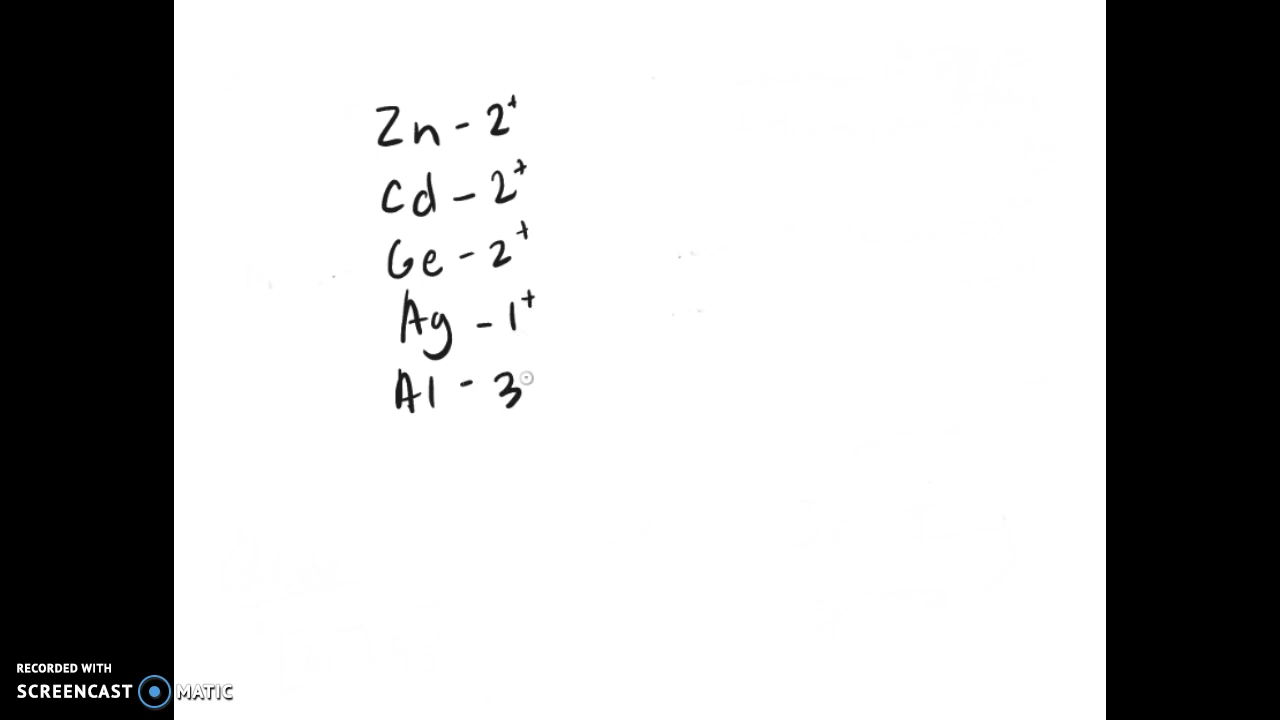 Zn - 2⁺
Cd - 2⁺
Ge - 2⁺
Ag - 1⁺
Al - 3
RECORDED WITH
SCREENCAST MATIC